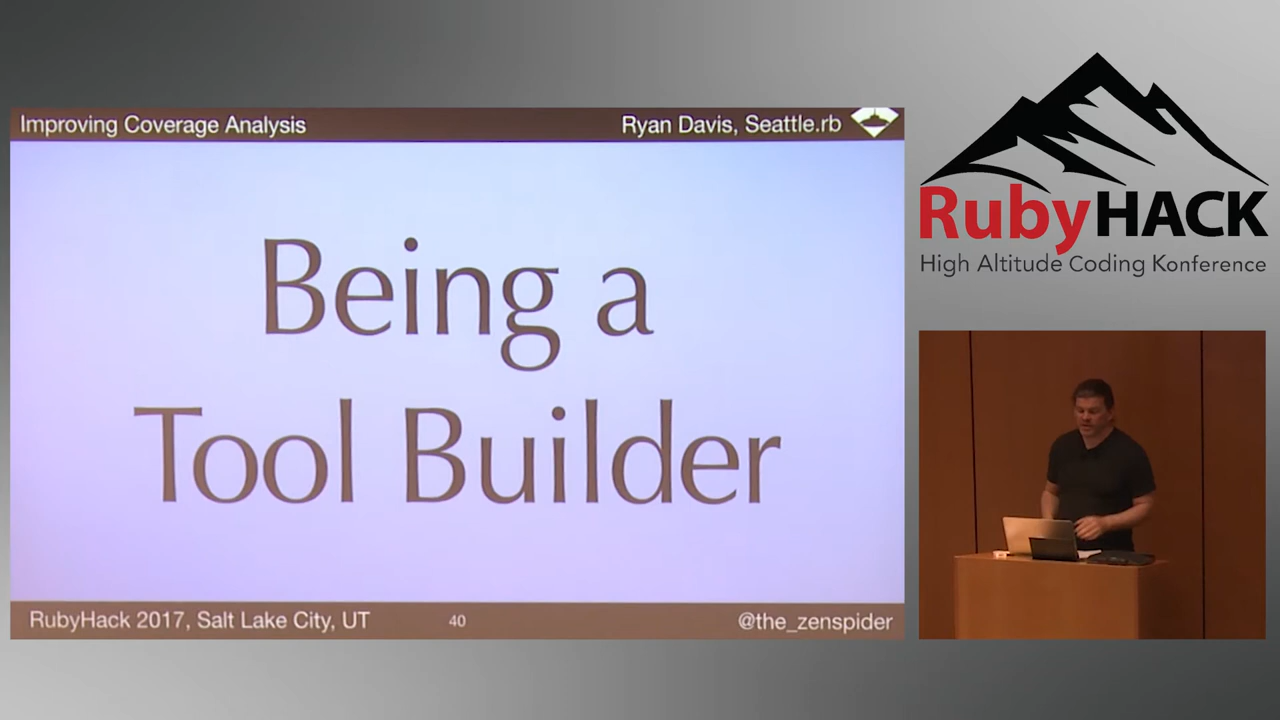 Improving Coverage Analysis
Ryan Davis, Seattle.rb
Being a
Tool Builder
RubyHack 2017, Salt Lake City, UT
40
@the_zenspider
RubyHACK
High Altitude Coding Konference